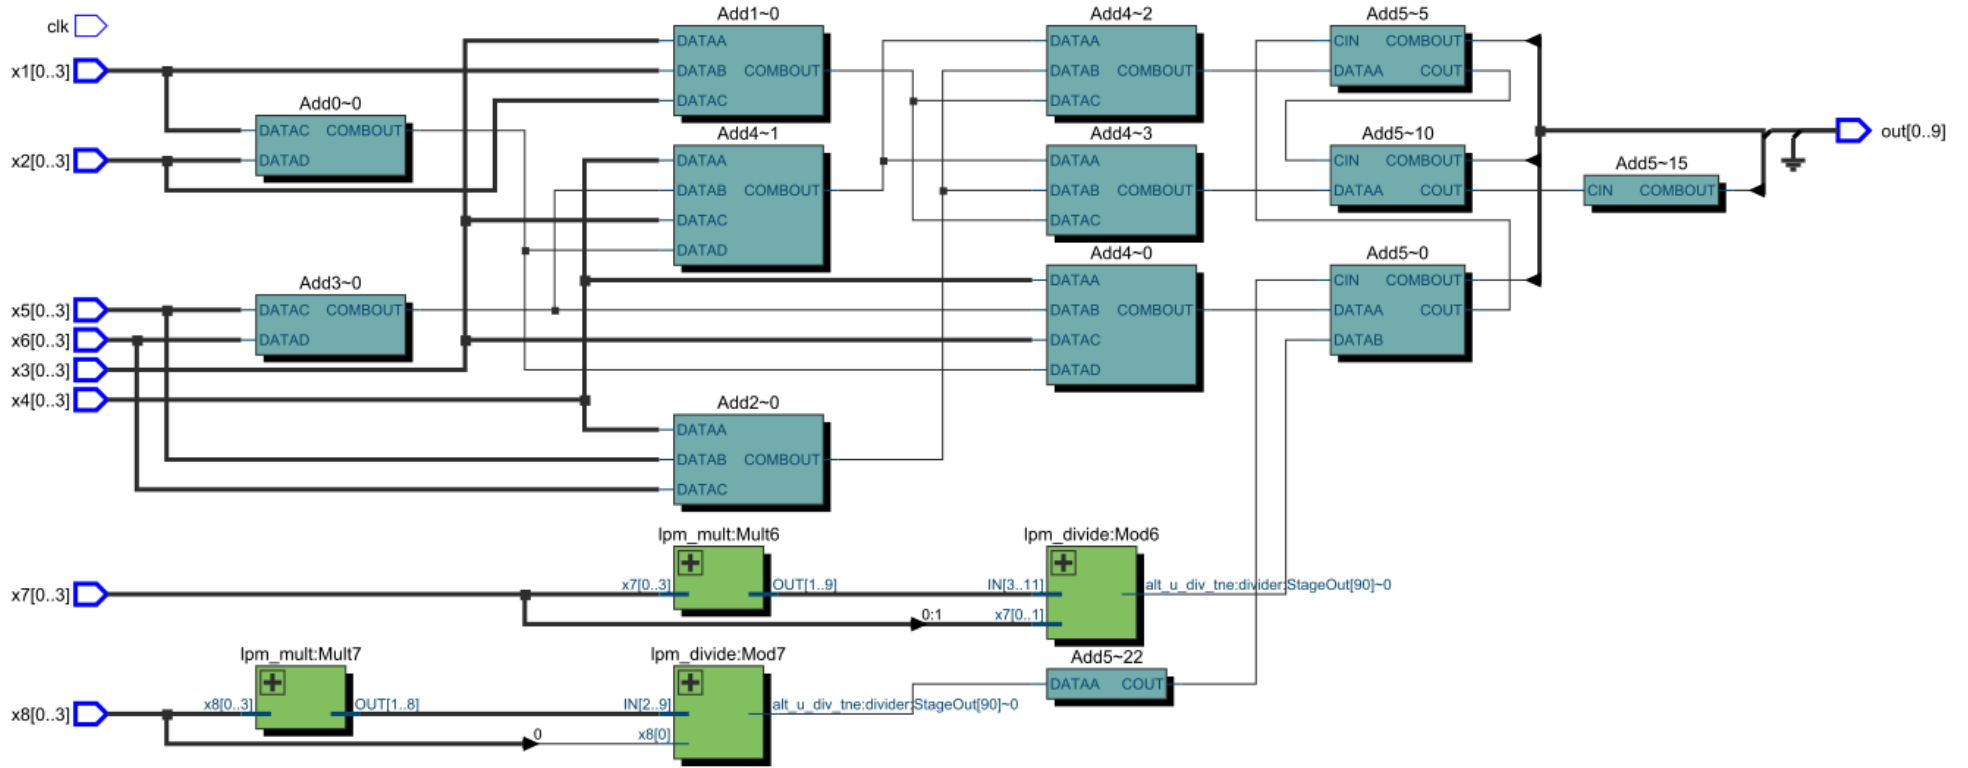 clk
x1[0..3]
x2[0..3]
x5[0..3]
x6[0..3]
x3[0..3]
x4[0..3]
x7[0..3]
x8[0..3]
Add0~0
DATAC COMBOUT
DATAD
Add3~0
DATAC COMBOUT
DATAD
Add1~0
DATAA
DATAB COMBOUT
DATAC
Add4~1
DATAA
DATAB COMBOUT
DATAC
DATAD
Add2~0
DATAA
DATAB COMBOUT
DATAC
Add4~2
DATAA
DATAB COMBOUT
DATAC
Add4~3
DATAA
DATAB COMBOUT
DATAC
Add4~0
DATAA
DATAB COMBOUT
DATAC
DATAD
Add5~5
CIN COMBOUT
DATAA COUT
Add5~10
CIN COMBOUT
DATAA COUT
Add5~0
CIN COMBOUT
DATAA COUT
DATAB
Add5~15
CIN COMBOUT
out[0..9]
lpm_mult:Mult6
x7[0..3] OUT[1..9]
lpm_divide:Mod6
IN[3..11] alt_u_div_tne:divider:StageOut[90]~0
0:1 x7[0..1]
lpm_mult:Mult7
x8[0..3] OUT[1..8]
lpm_divide:Mod7
IN[2..9] alt_u_div_tne:divider:StageOut[90]~0
0 x8[0]
Add5~22
DATAA COUT